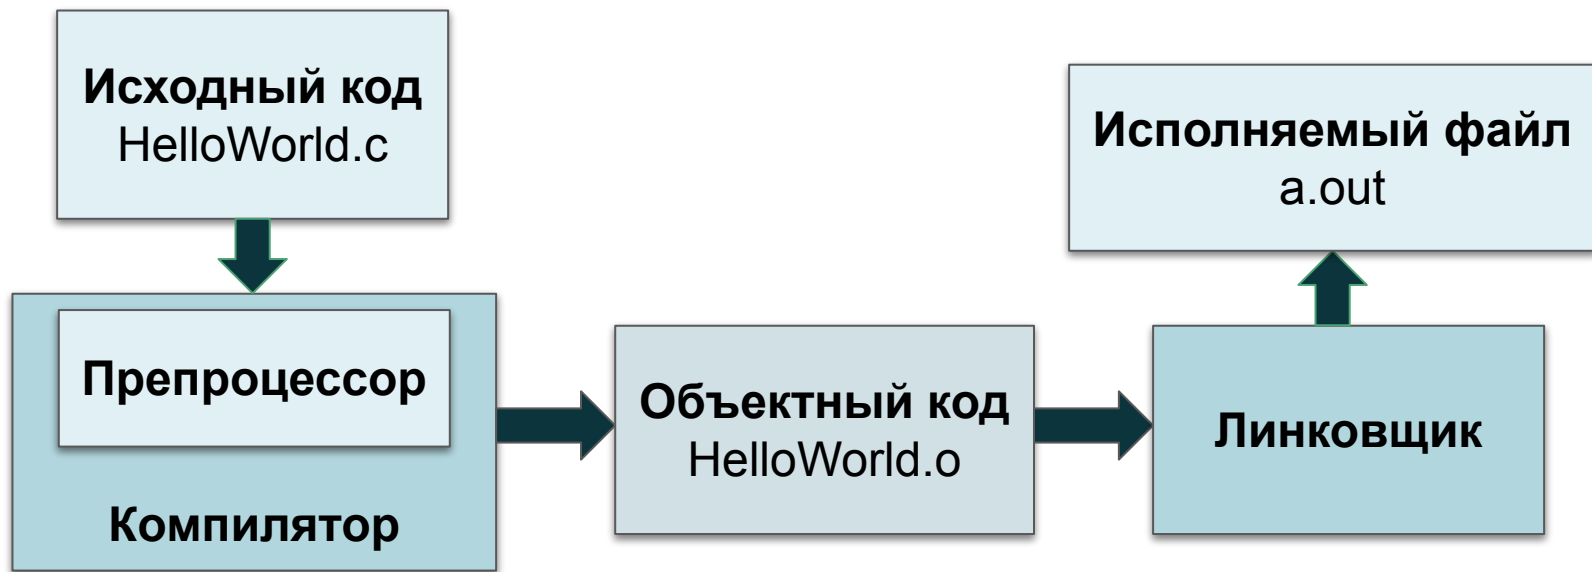 Исходный код
HelloWorld.c
Препроцессор
Компилятор
Объектный код
HelloWorld.o
Линковщик
Исполняемый файл
a.out